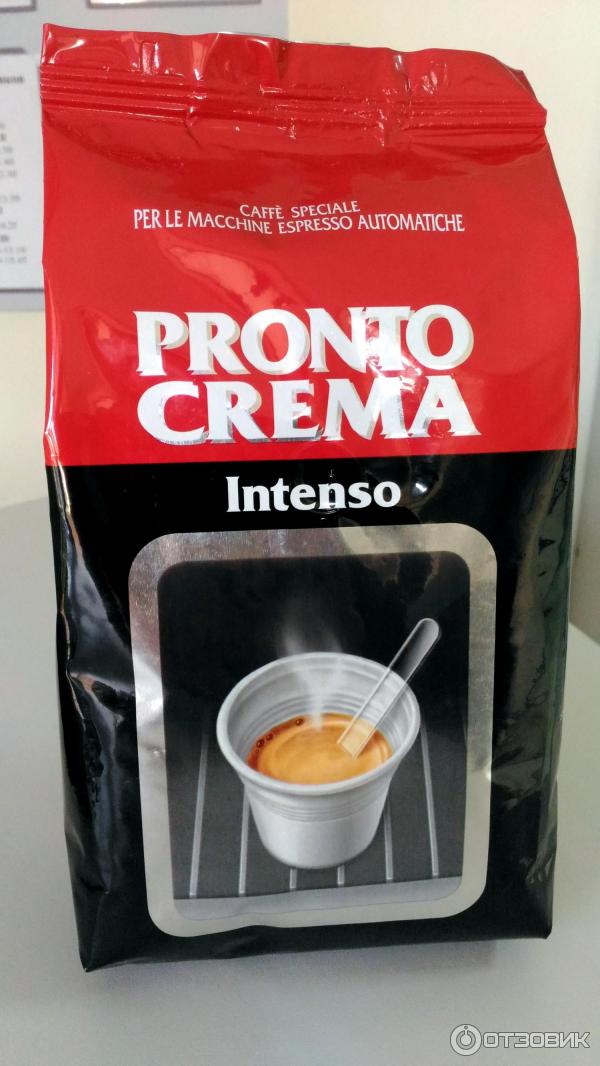 CAFFÈ SPECIALE
PER LE MACCHINE ESPRESSO AUTOMATICHE
PRONTO
CREMA
Intenso
ОТЗОВИК